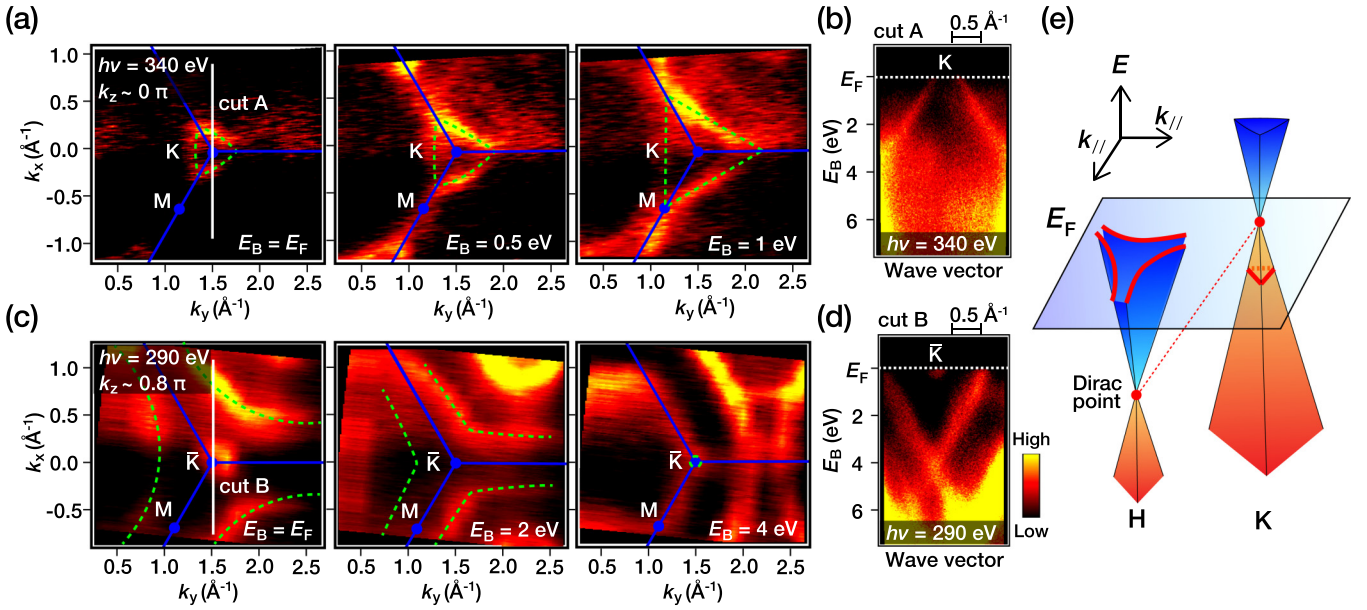 (a)
1.0
0.5
0.0
-0.5
-1.0
kx (Å-1)
hν = 340 eV
kz ~ 0 π
cut A
K
M
EB = EF
0.5 1.0 1.5 2.0 2.5
ky (Å-1)
K
M
EB = 0.5 eV
0.5 1.0 1.5 2.0 2.5
ky (Å-1)
K
M
EB = 1 eV
0.5 1.0 1.5 2.0 2.5
ky (Å-1)
(b)
cut A
0.5 Å-1
K
EF
2
4
6
EB (eV)
hν = 340 eV
Wave vector
(c)
1.0
0.5
0.0
-0.5
kx (Å-1)
hν = 290 eV
kz ~ 0.8 π
K̄
cut B
M
EB = EF
0.5 1.0 1.5 2.0 2.5
ky (Å-1)
K̄
M
EB = 2 eV
0.5 1.0 1.5 2.0 2.5
ky (Å-1)
K̄
M
EB = 4 eV
0.5 1.0 1.5 2.0 2.5
ky (Å-1)
(d)
cut B
0.5 Å-1
K̄
EF
2
4
6
EB (eV)
hν = 290 eV
Wave vector
High
Low
(e)
E
k//
k//
EF
Dirac
point
H
K